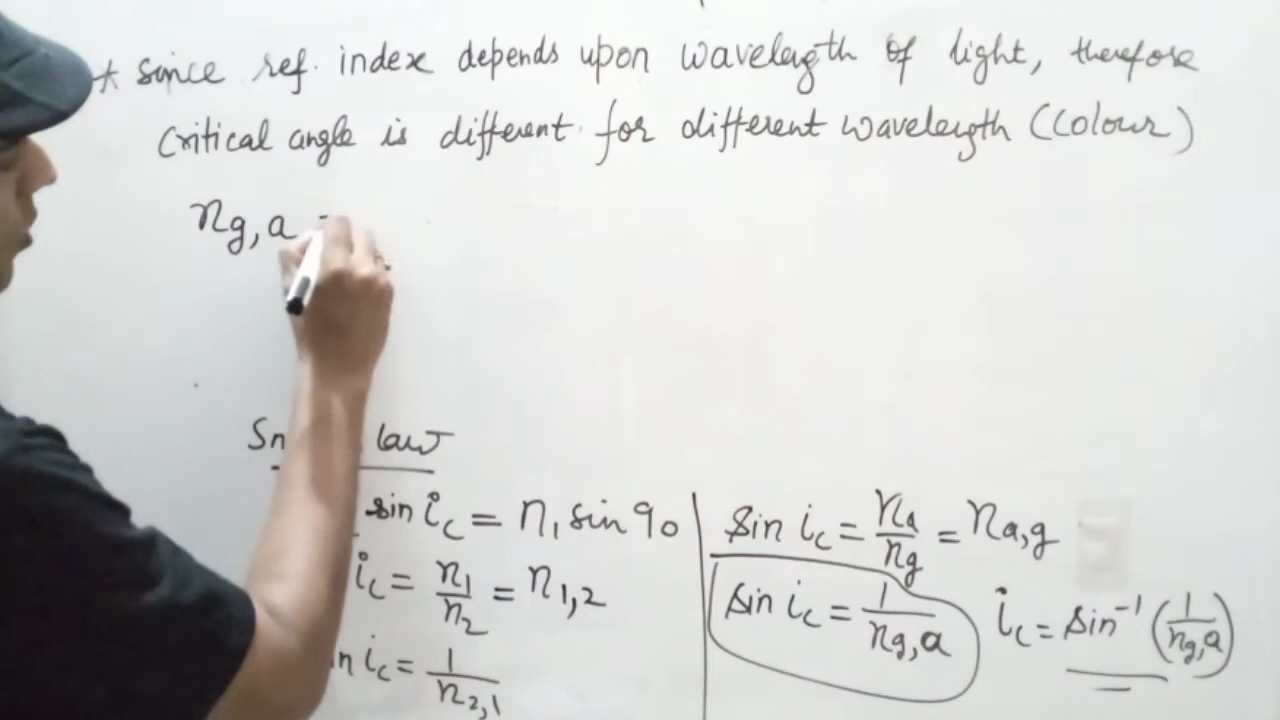 * Since ref. index depends upon wavelength of light, therefore
critical angle is different for different wavelength (colour)
ng,a =
law
sin ic = n1 sin 90
ic = n1/n2 = n1,2
ic = 1/n2,1
sin ic = na/ng = na,g
sin ic = 1/ng,a
ic = sin⁻¹(1/ng,a)